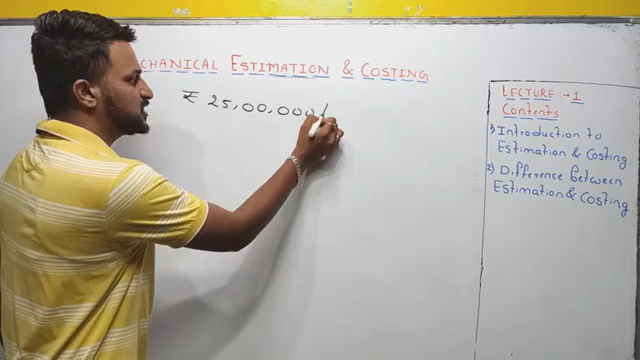 CHANICAL ESTIMATION & COSTING
₹ 25,00,000/
LECTURE :- 1
Contents
1) Introduction to
Estimation & Costing
2) Difference between
Estimation & Costing